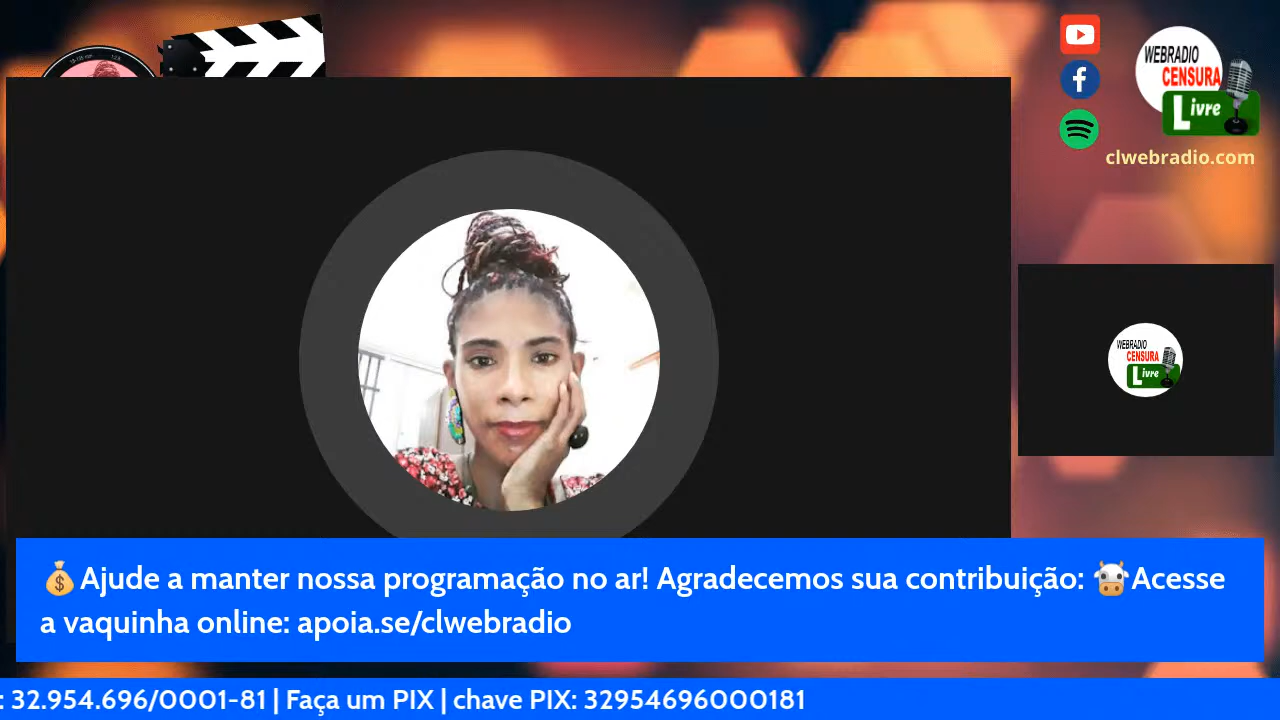 WEBRADIO
CENSURA
Livre
clwebradio.com
WEBRADIO
CENSURA
Livre
💰Ajude a manter nossa programação no ar! Agradecemos sua contribuição: 🐮Acesse
a vaquinha online: apoia.se/clwebradio
: 32.954.696/0001-81 | Faça um PIX | chave PIX: 32954696000181